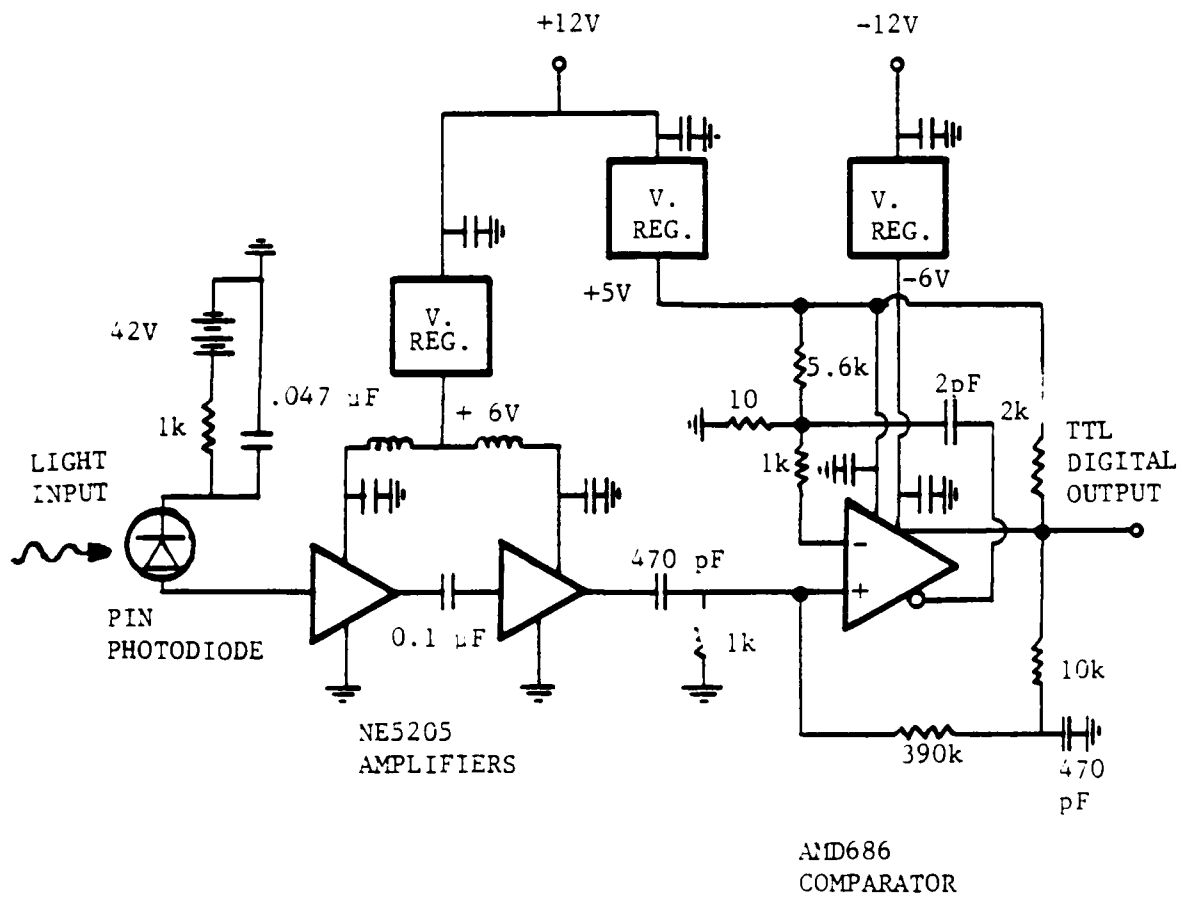 +12V
-12V
V.
REG.
V.
REG.
+5V
-6V
42V
V.
REG.
5.6k
.047 µF
+ 6V
10
2pF
2k
1k
1k
TTL
DIGITAL
OUTPUT
LIGHT
INPUT
470 pF
-
+
PIN
PHOTODIODE
0.1 µF
1k
10k
NE5205
AMPLIFIERS
390k
470
pF
AMD686
COMPARATOR